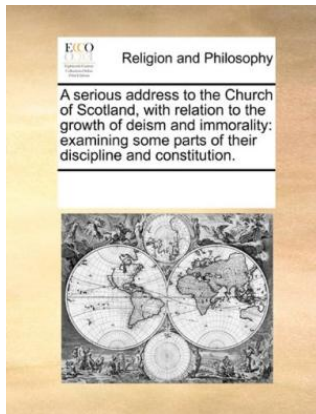 ECCO
Religion and Philosophy
A serious address to the Church
of Scotland, with relation to the
growth of deism and immorality:
examining some parts of their
discipline and constitution.